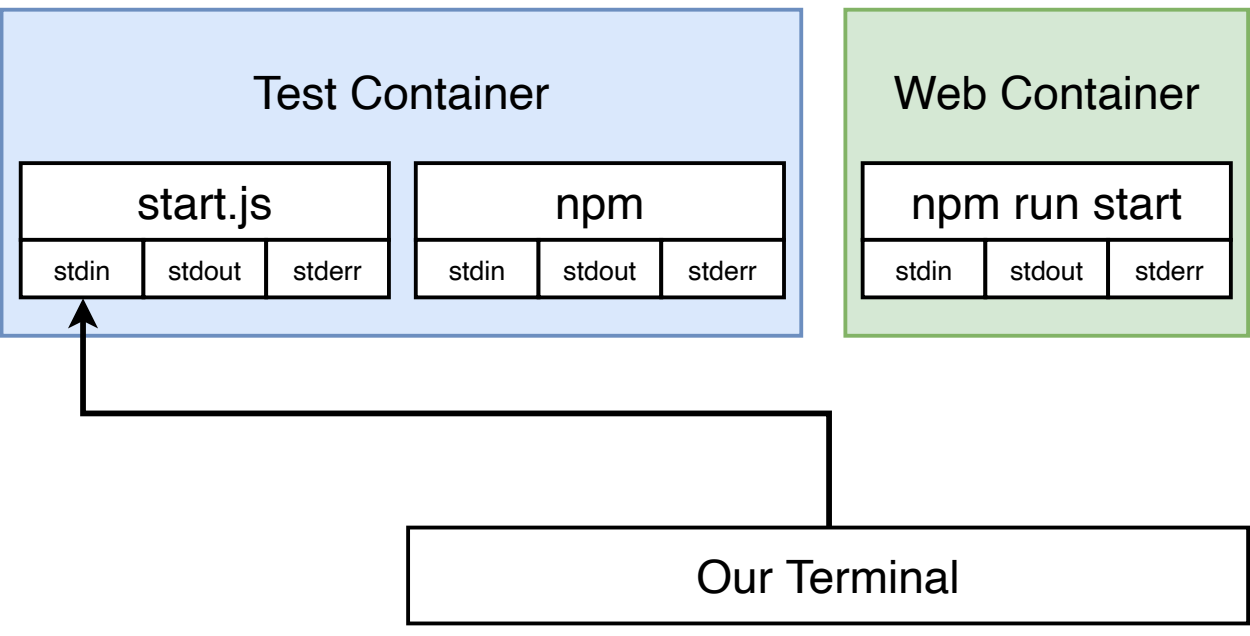 Test Container
start.js
stdin stdout stderr
npm
stdin stdout stderr
Web Container
npm run start
stdin stdout stderr
Our Terminal